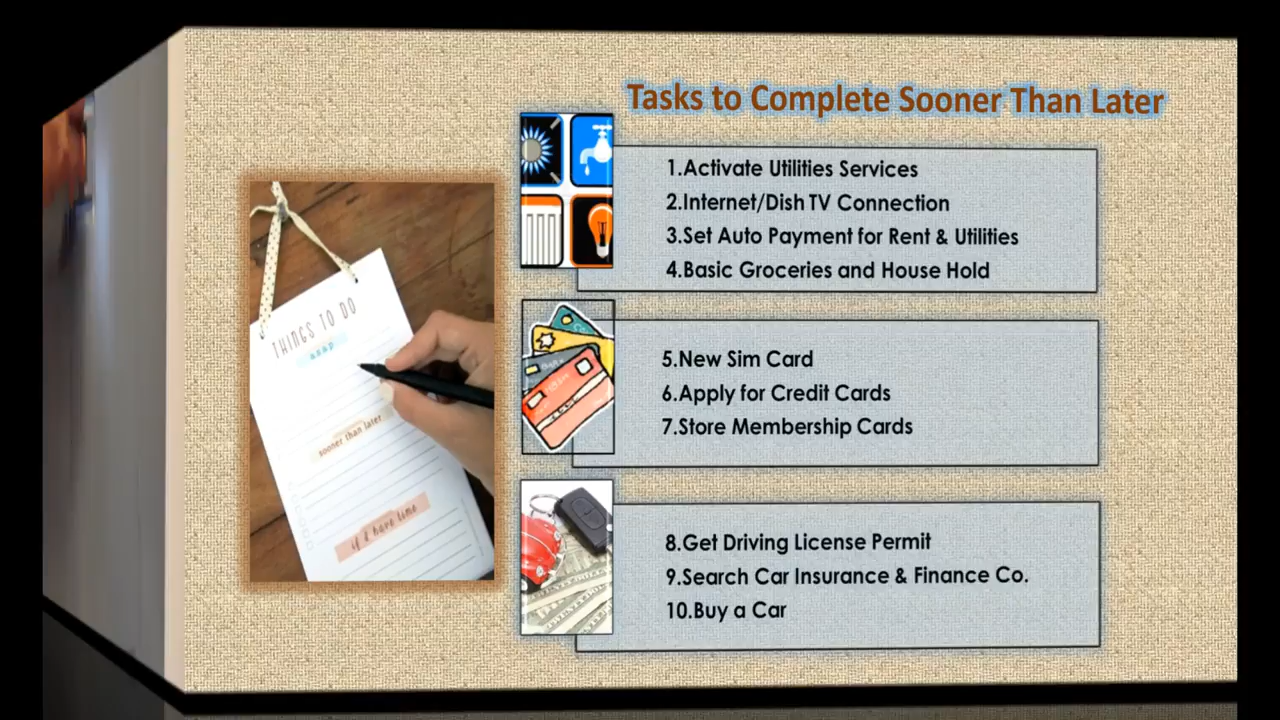 Tasks to Complete Sooner Than Later
1.Activate Utilities Services
2.Internet/Dish TV Connection
3.Set Auto Payment for Rent & Utilities
4.Basic Groceries and House Hold
THINGS TO DO
asap
sooner than later
if i have time
5.New Sim Card
6.Apply for Credit Cards
7.Store Membership Cards
8.Get Driving License Permit
9.Search Car Insurance & Finance Co.
10.Buy a Car